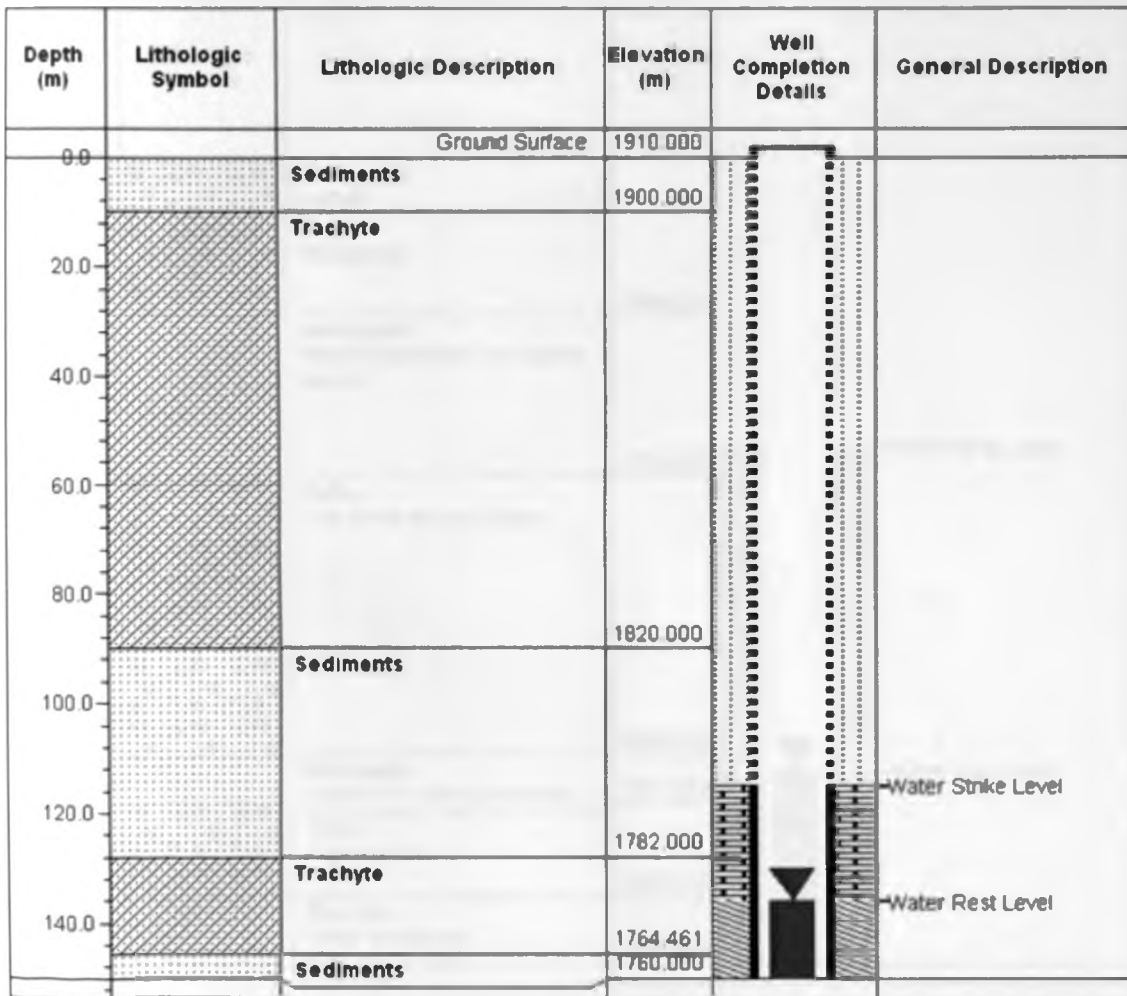 Depth (m)
Lithologic Symbol
Lithologic Description
Elevation (m)
Well Completion Details
General Description
Ground Surface 1910.000
0.0
Sediments
1900.000
Trachyte
20.0
40.0
60.0
80.0
1820.000
Sediments
100.0
Water Strike Level
120.0
1782.000
Trachyte
Water Rest Level
140.0
1764.461
1760.000
Sediments